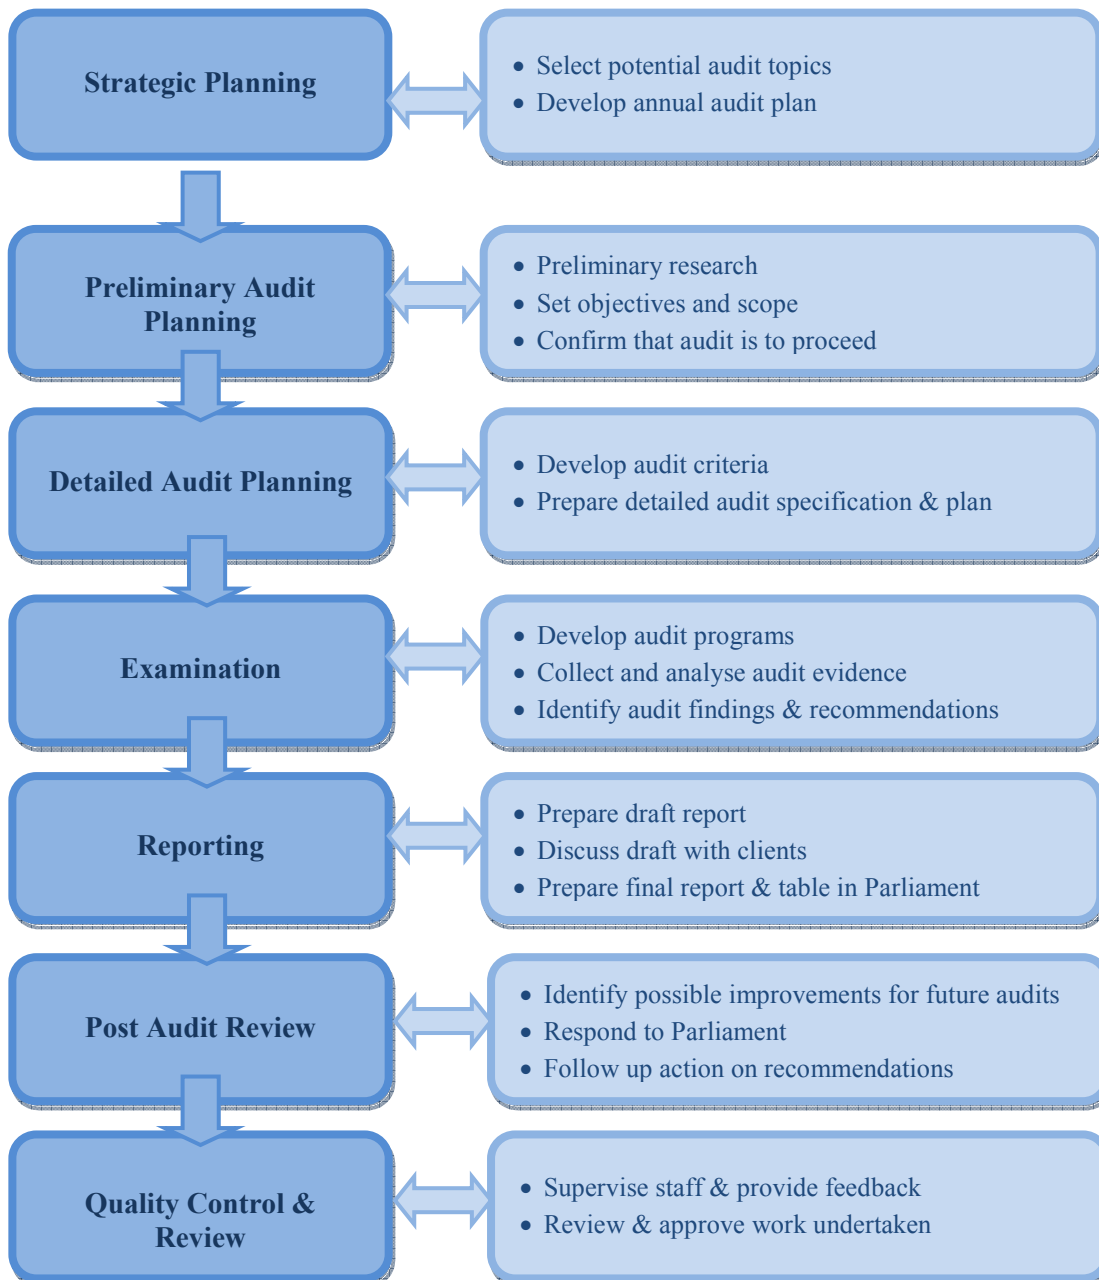 Strategic Planning
• Select potential audit topics
• Develop annual audit plan
Preliminary Audit
Planning
• Preliminary research
• Set objectives and scope
• Confirm that audit is to proceed
Detailed Audit Planning
• Develop audit criteria
• Prepare detailed audit specification & plan
Examination
• Develop audit programs
• Collect and analyse audit evidence
• Identify audit findings & recommendations
Reporting
• Prepare draft report
• Discuss draft with clients
• Prepare final report & table in Parliament
Post Audit Review
• Identify possible improvements for future audits
• Respond to Parliament
• Follow up action on recommendations
Quality Control &
Review
• Supervise staff & provide feedback
• Review & approve work undertaken